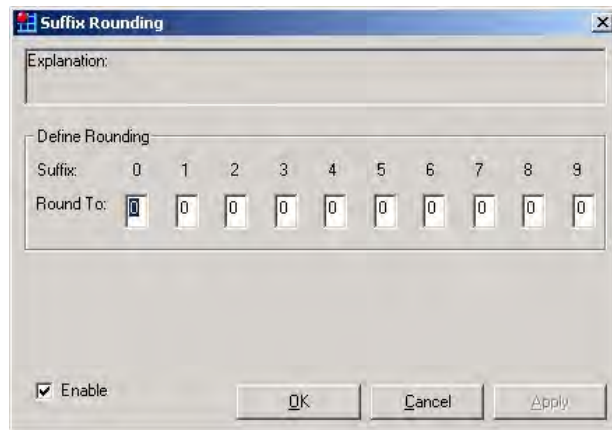 Suffix Rounding
Explanation:
Define Rounding
Suffix: 0 1 2 3 4 5 6 7 8 9
Round To: 0 0 0 0 0 0 0 0 0 0
Enable
OK
Cancel
Apply